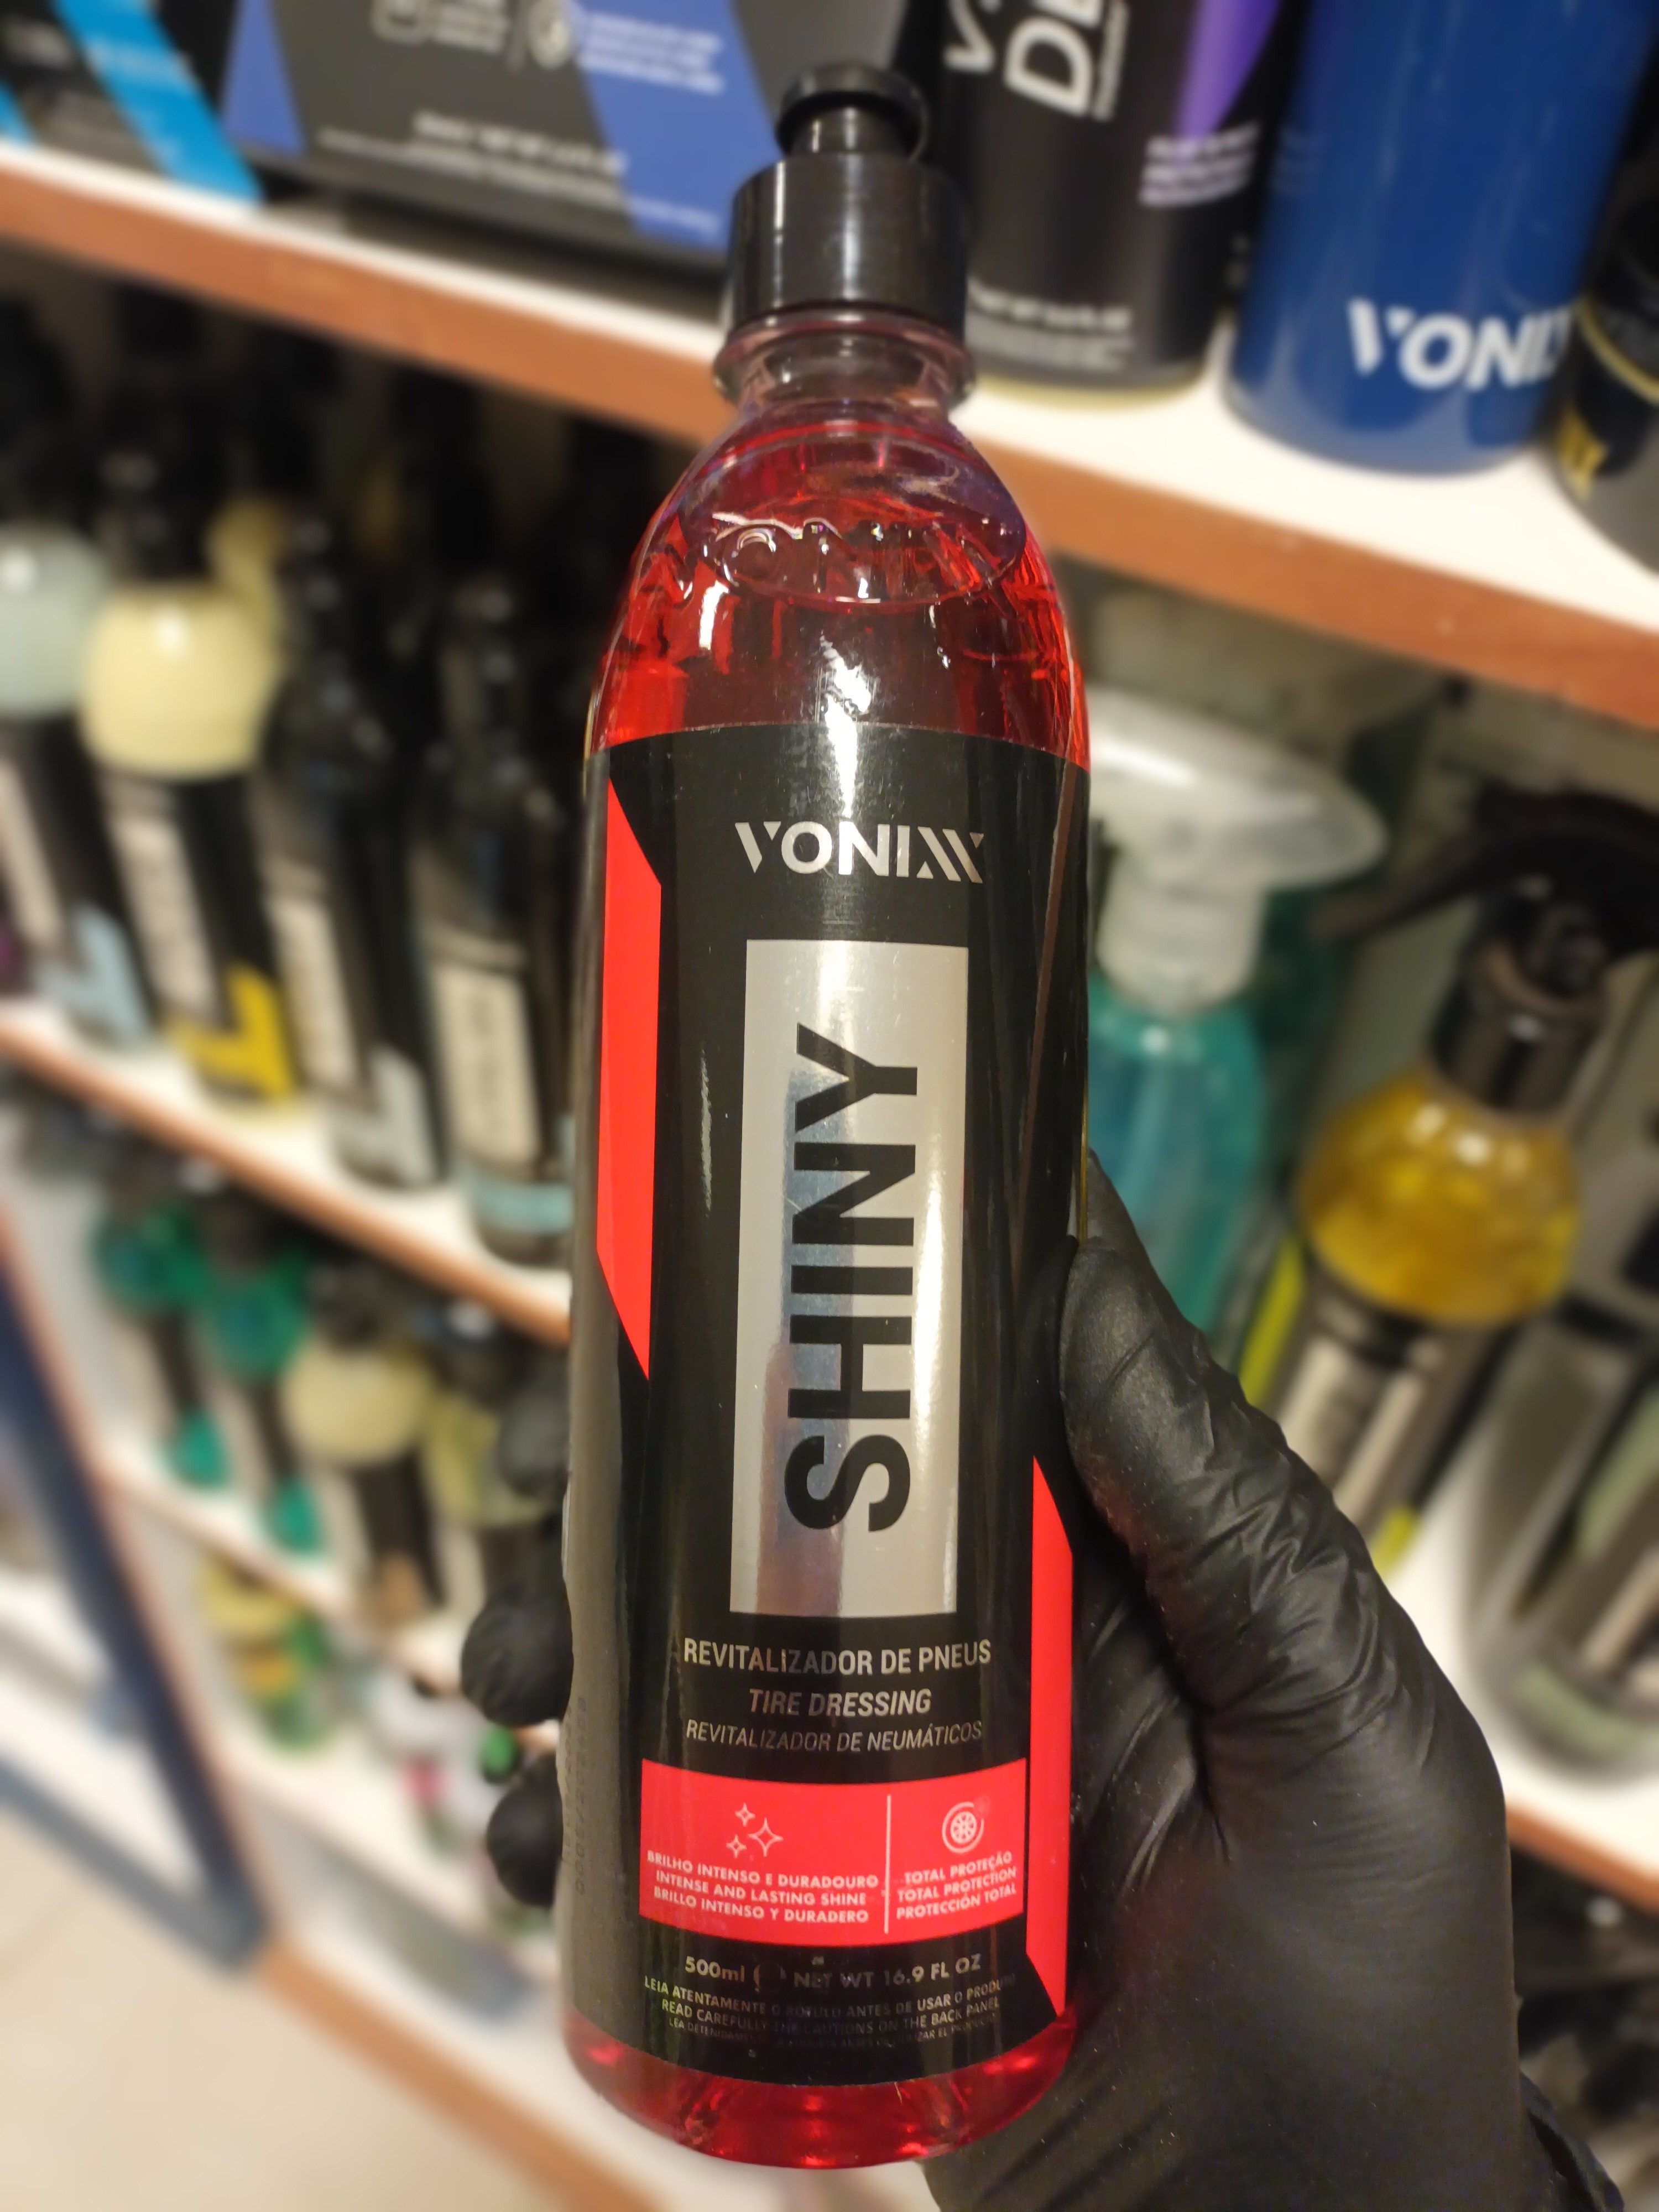 VONIXX
VONIXX
SHINY
REVITALIZADOR DE PNEUS
TIRE DRESSING
REVITALIZADOR DE NEUMÁTICOS
BRILHO INTENSO E DURADOURO
INTENSE AND LASTING SHINE
BRILLO INTENSO Y DURADERO
TOTAL PROTEÇÃO
TOTAL PROTECTION
PROTECCIÓN TOTAL
500ml NET WT 16.9 FL OZ
LEIA ATENTAMENTE O RÓTULO ANTES DE USAR O PRODUTO
READ CAREFULLY THE CAUTIONS ON THE BACK PANEL